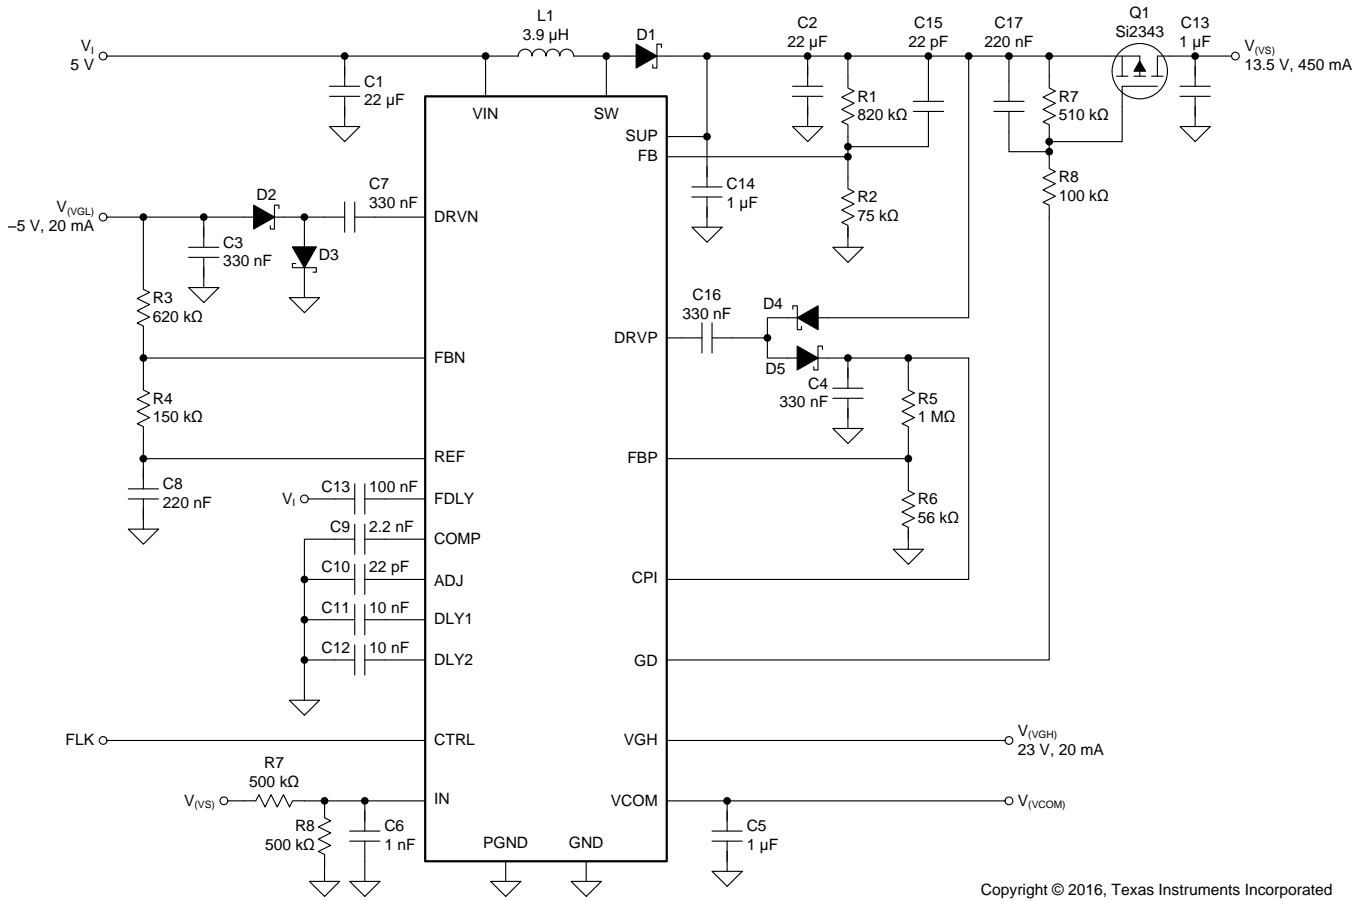 V(VS)
13.5 V, 450 mA
Q1
Si2343
C13
1 µF
C17
220 nF
C15
22 pF
C2
22 µF
D1
L1
3.9 µH
VI
5 V
C1
22 µF
VIN
SW
R1
820 kΩ
R7
510 kΩ
SUP
FB
R8
100 kΩ
C14
1 µF
R2
75 kΩ
C7
330 nF
D2
V(VGL)
–5 V, 20 mA
DRVN
C3
330 nF
D3
C16
330 nF
D4
R3
620 kΩ
DRVP
D5
C4
330 nF
FBN
R4
150 kΩ
R5
1 MΩ
REF
FBP
C8
220 nF
VI
C13
100 nF
FDLY
R6
56 kΩ
C9
2.2 nF
COMP
C10
22 pF
ADJ
CPI
C11
10 nF
DLY1
C12
10 nF
DLY2
GD
FLK
CTRL
VGH
V(VGH)
23 V, 20 mA
R7
500 kΩ
V(VS)
IN
VCOM
V(VCOM)
R8
500 kΩ
C6
1 nF
PGND
GND
C5
1 µF
Copyright © 2016, Texas Instruments Incorporated